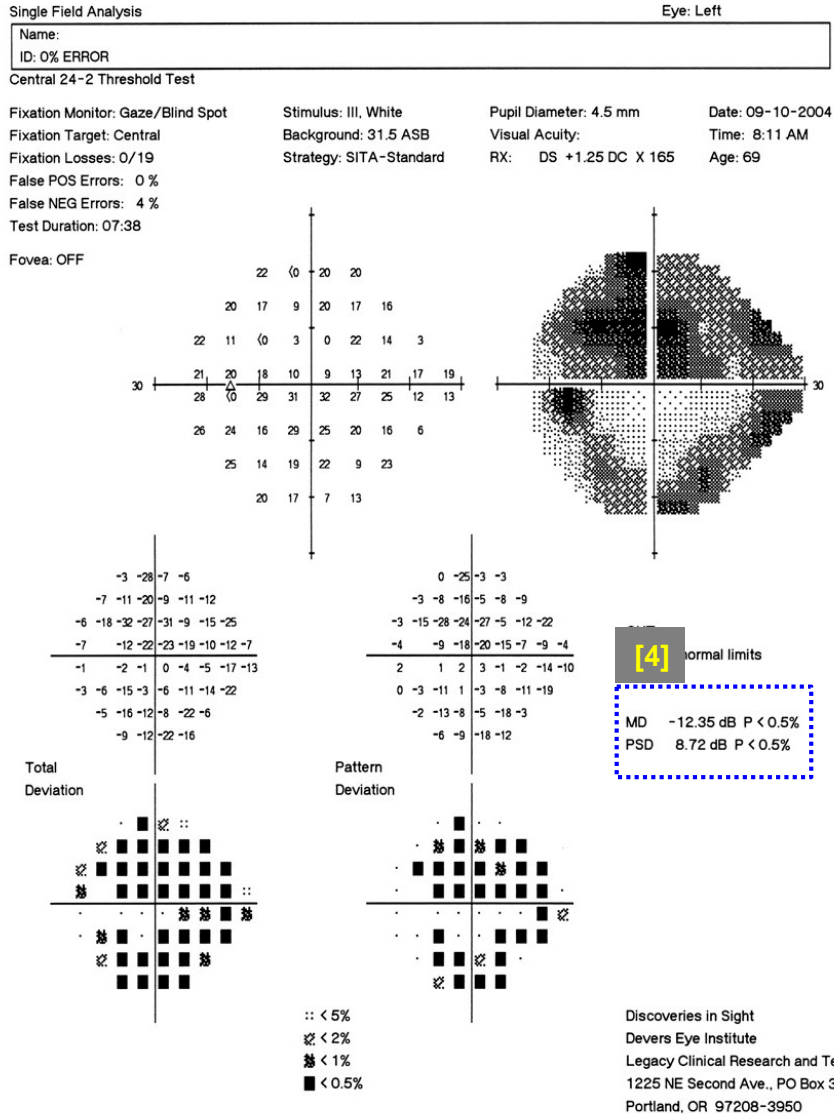 Single Field Analysis Eye: Left
Name:
ID: 0% ERROR
Central 24-2 Threshold Test
Fixation Monitor: Gaze/Blind Spot Stimulus: III, White Pupil Diameter: 4.5 mm Date: 09-10-2004
Fixation Target: Central Background: 31.5 ASB Visual Acuity: Time: 8:11 AM
Fixation Losses: 0/19 Strategy: SITA-Standard RX: DS +1.25 DC X 165 Age: 69
False POS Errors: 0 %
False NEG Errors: 4 %
Test Duration: 07:38
Fovea: OFF
22 <0 20 20
20 17 9 20 17 16
22 11 <0 3 0 22 14 3
21 20 18 10 9 13 21 17 19
30 30
28 <0 29 31 32 27 25 12 13
26 24 16 29 25 20 16 6
25 14 19 22 9 23
20 17 7 13
-3 -28 -7 -6 0 -25 -3 -3
-7 -11 -20 -9 -11 -12 -3 -8 -16 -5 -8 -9
-6 -18 -32 -27 -31 -9 -15 -25 -3 -15 -28 -24 -27 -5 -12 -22
-7 -12 -22 -23 -19 -10 -12 -7 -4 -9 -18 -20 -15 -7 -9 -4
[4] normal limits
-1 -2 -1 0 -4 -5 -17 -13 2 1 2 3 -1 -2 -14 -10
-3 -6 -15 -3 -6 -11 -14 -22 0 -3 -11 1 -3 -8 -11 -19
-5 -16 -12 -8 -22 -6 -2 -13 -8 -5 -18 -3
-9 -12 -22 -16 -6 -9 -18 -12
MD -12.35 dB P < 0.5%
PSD 8.72 dB P < 0.5%
Total Pattern
Deviation Deviation
< 5%
< 2%
< 1%
< 0.5%
Discoveries in Sight
Devers Eye Institute
Legacy Clinical Research and Te
1225 NE Second Ave., PO Box 3
Portland, OR 97208-3950